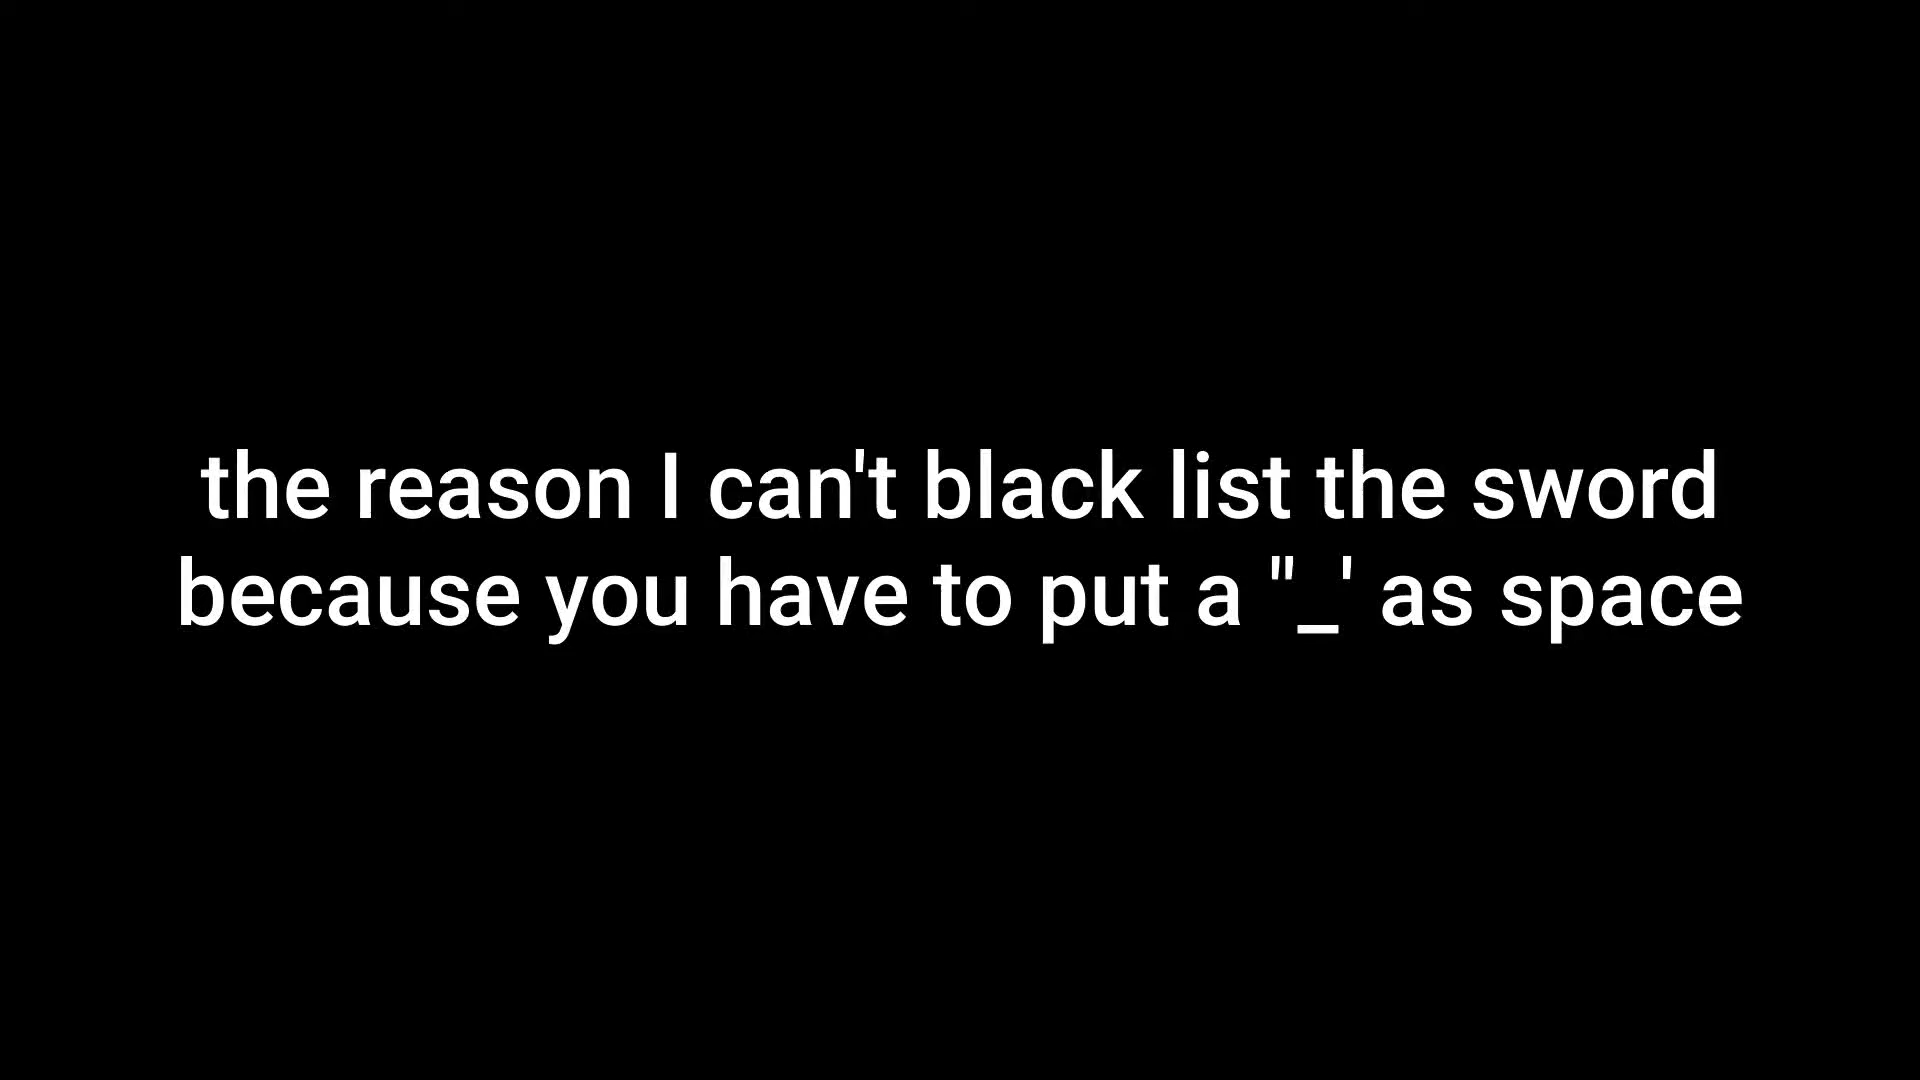 the reason I can't black list the sword
because you have to put a "_' as space